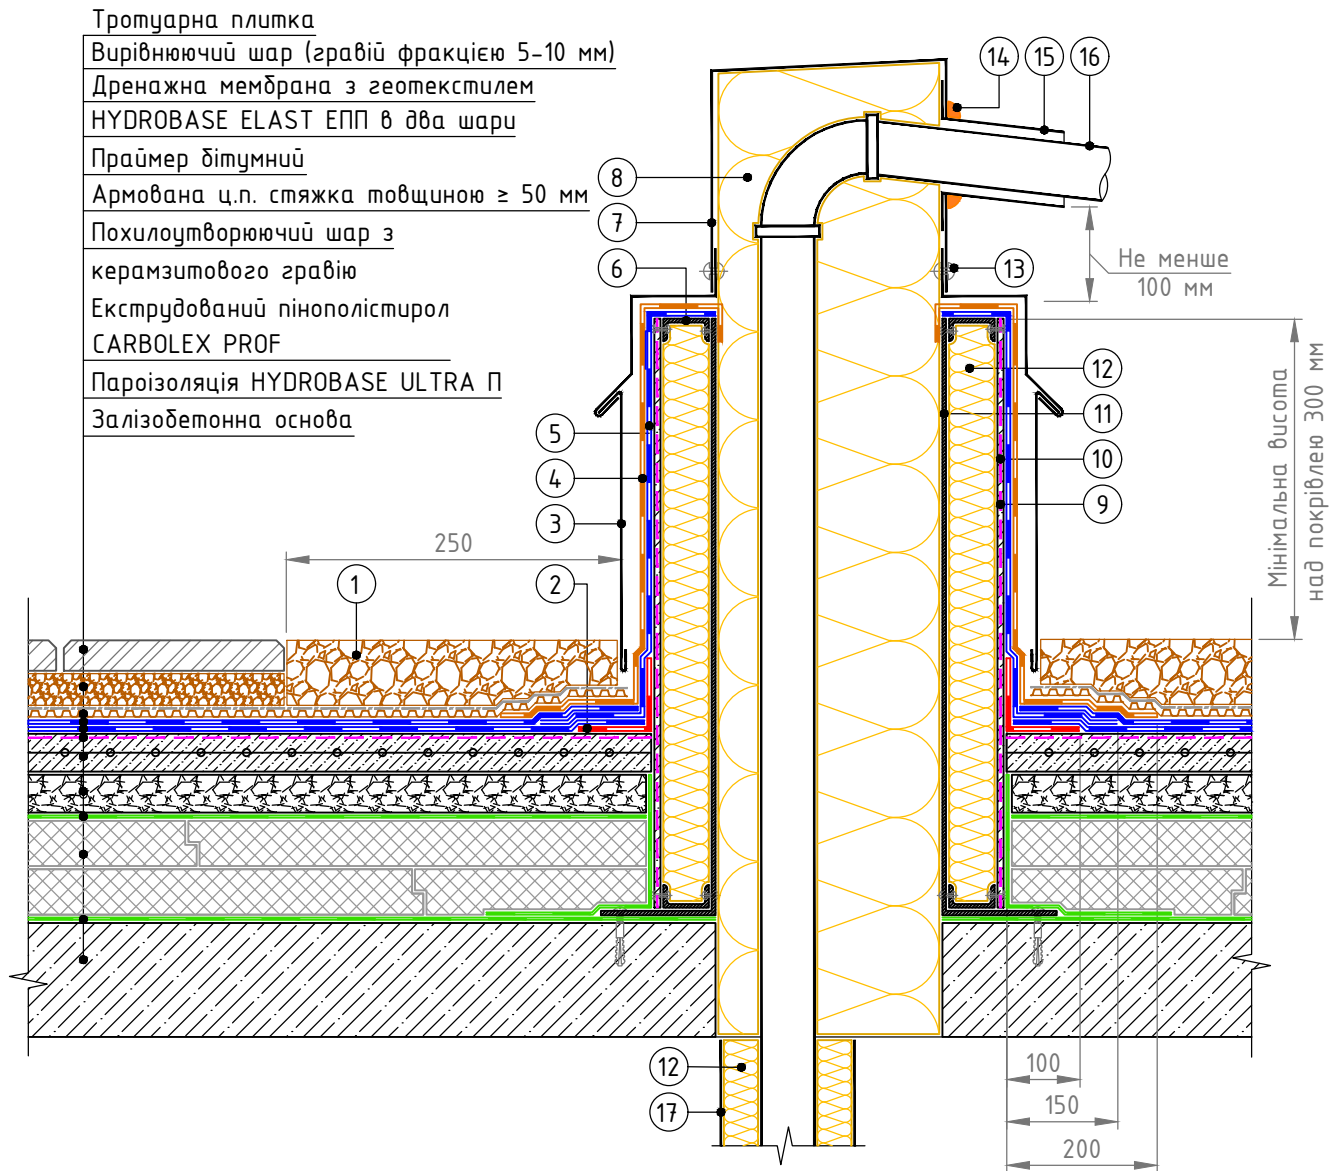 Тротуарна плитка
Вирівнюючий шар (гравій фракцією 5-10 мм)
Дренажна мембрана з геотекстилем
HYDROBASE ELAST ЕПП в два шари
Праймер бітумний
Армована ц.п. стяжка товщиною ≥ 50 мм
Похилоутворюючий шар з
керамзитового гравію
Екструдований пінополістирол
CARBOLEX PROF
Пароізоляція HYDROBASE ULTRA П
Залізобетонна основа
14
15
16
8
7
6
13
Не менше
100 мм
12
11
5
10
4
9
3
250
1
2
Мінімальна висота
над покрівлею 300 мм
12
17
100
150
200